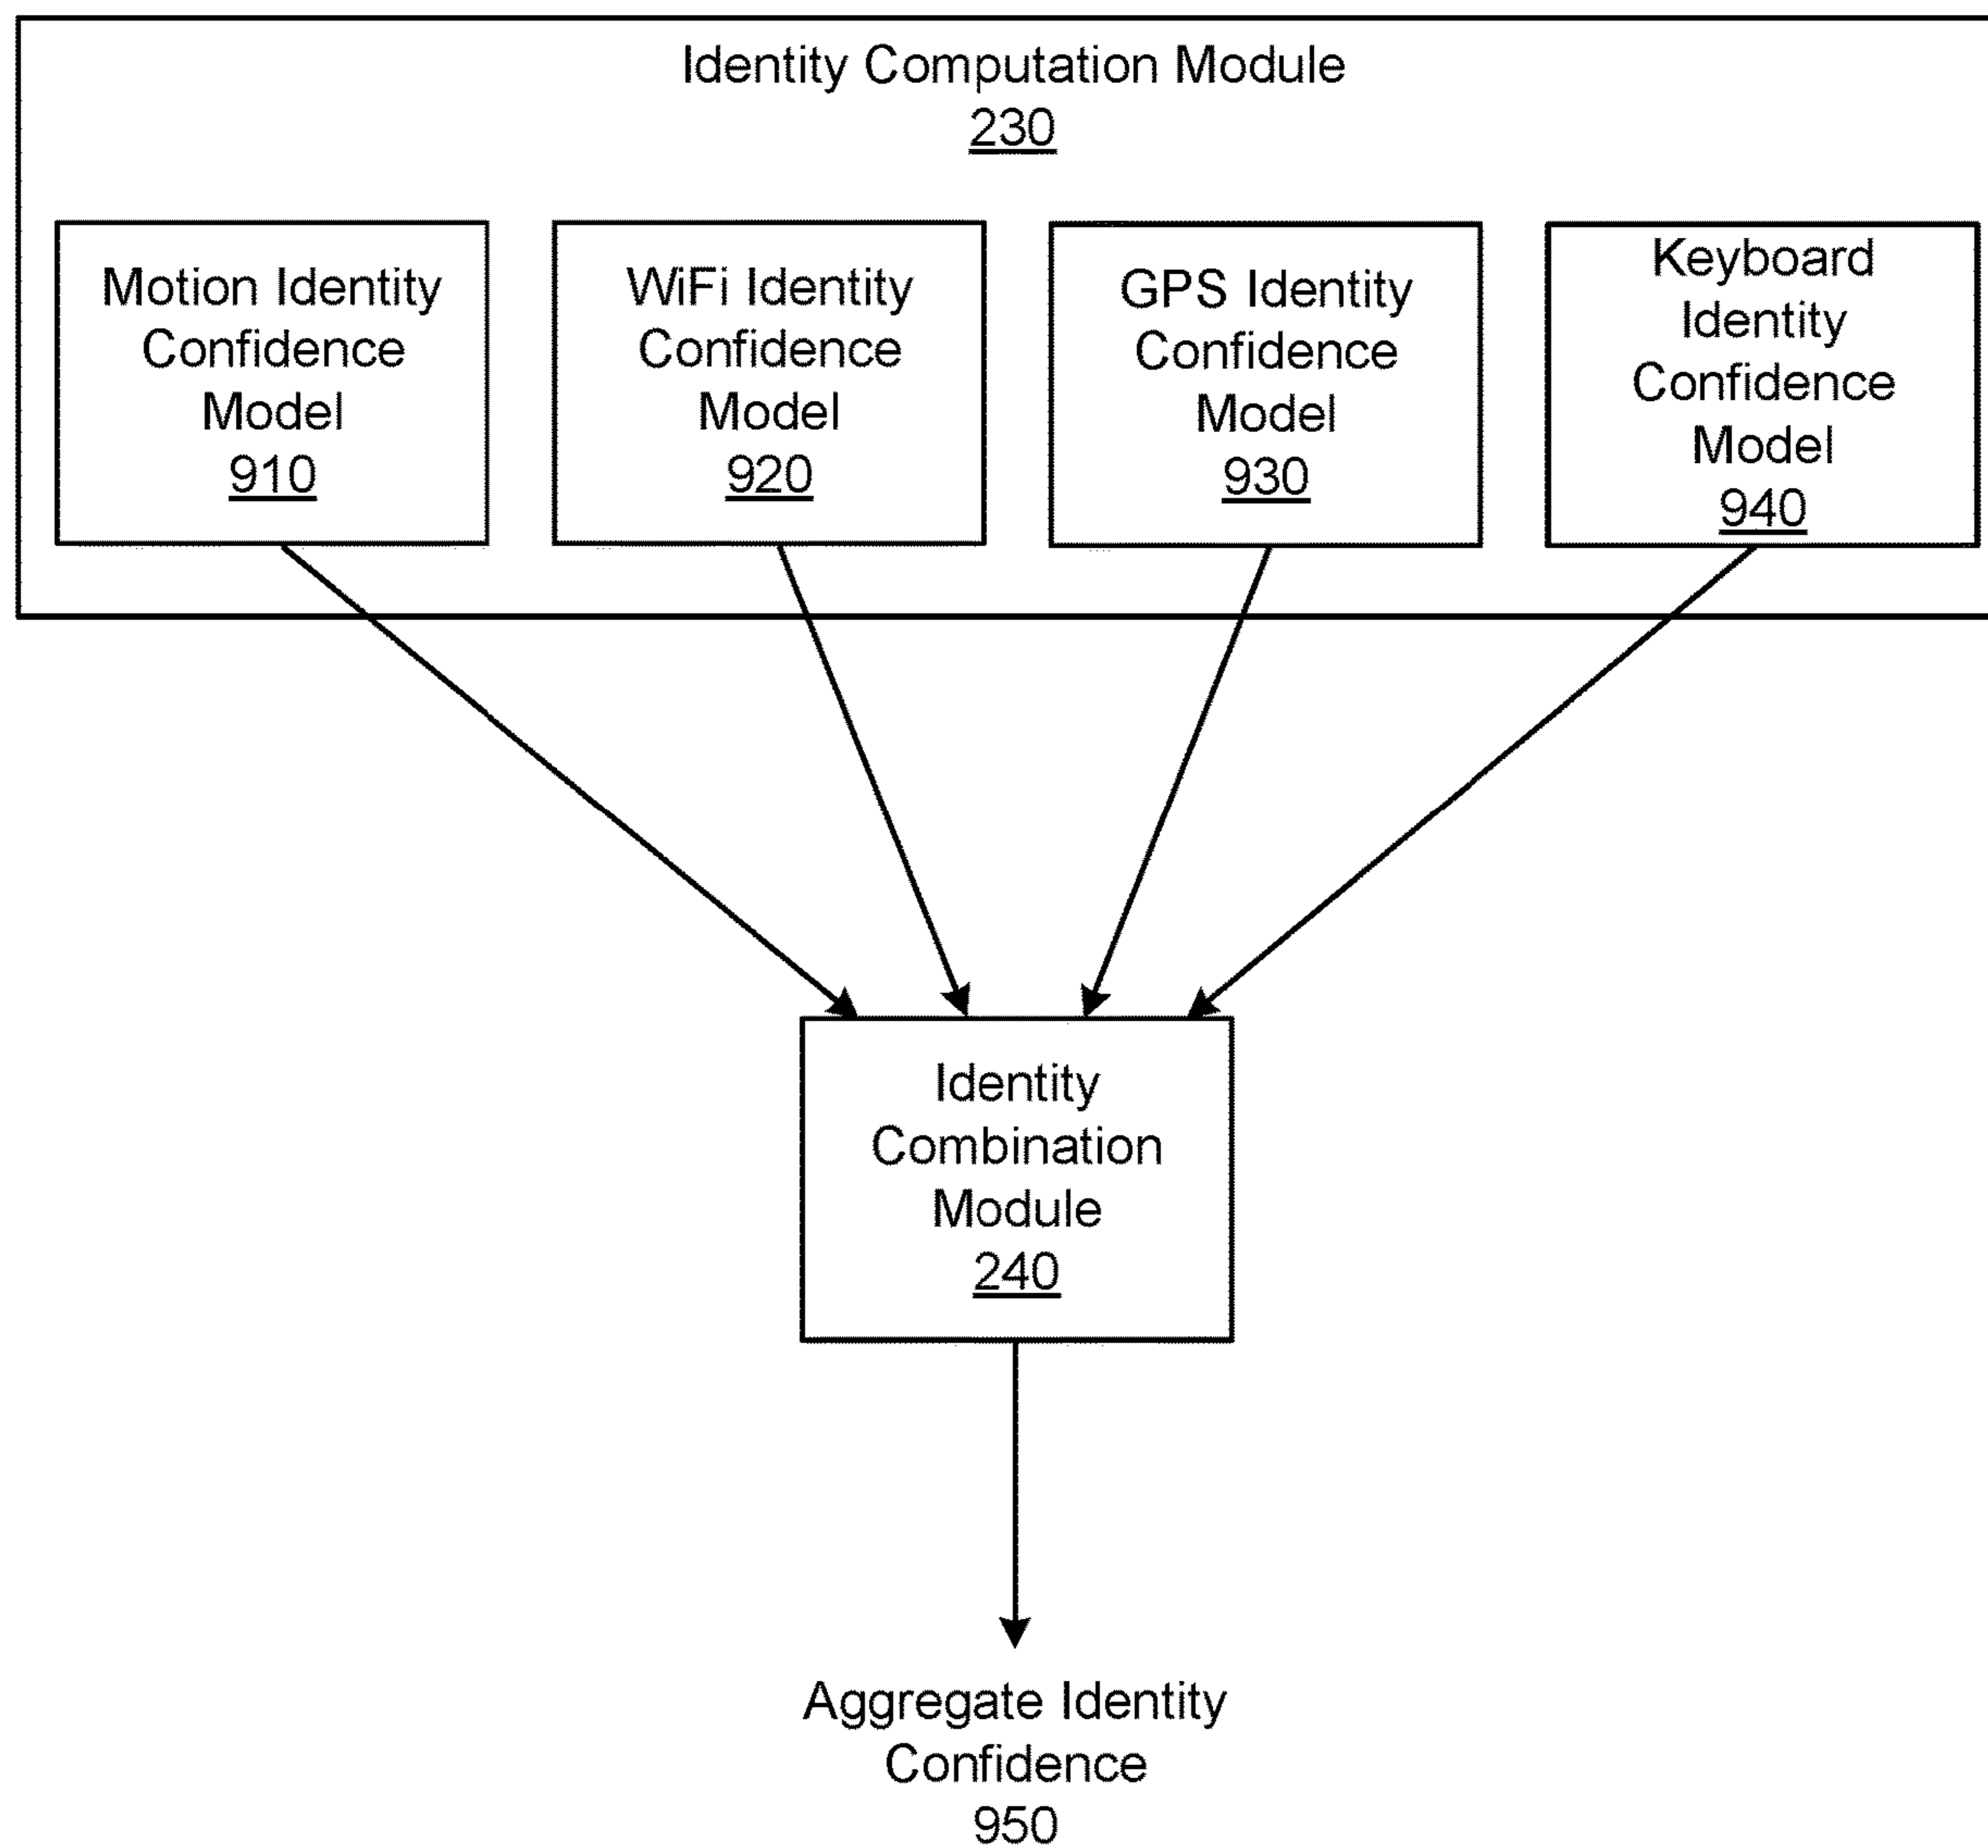 Identity Computation Module
230
Motion Identity
Confidence
Model
910
WiFi Identity
Confidence
Model
920
GPS Identity
Confidence
Model
930
Keyboard
Identity
Confidence
Model
940
Identity
Combination
Module
240
Aggregate Identity
Confidence
950